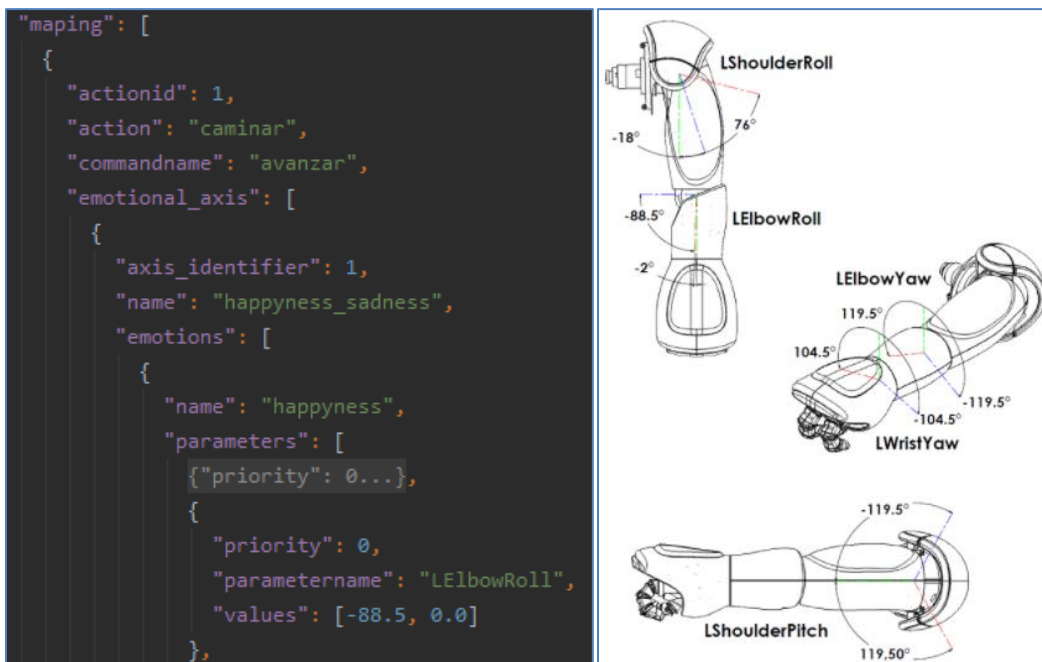 "maping": [
{
"actionid": 1,
"action": "caminar",
"commandname": "avanzar",
"emotional_axis": [
{
"axis_identifier": 1,
"name": "happyness_sadness",
"emotions": [
{
"name": "happyness",
"parameters": [
{"priority": 0...},
{
"priority": 0,
"parametername": "LElbowRoll",
"values": [-88.5, 0.0]
},
LShoulderRoll
-18°
76°
-88.5°
LElbowRoll
-2°
LElbowYaw
119.5°
104.5°
-119.5°
-104.5°
LWristYaw
-119.5°
LShoulderPitch
119,50°